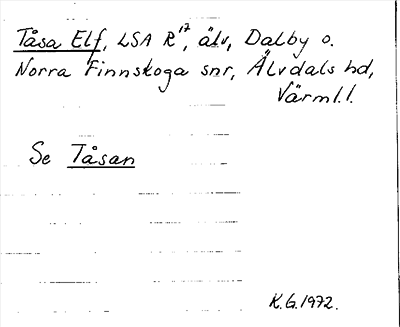 Tåsa Elf, LSA R¹⁷, älv, Dalby o.
Norra Finnskoga snr, Älvdals hd,
Värml.l.
Se Tåsan
K.G.1972.